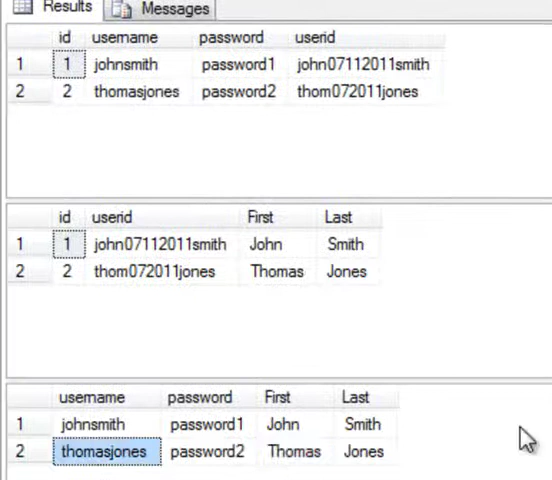 Results Messages
id username password userid
1 1 johnsmith password1 john07112011smith
2 2 thomasjones password2 thom072011jones
id userid First Last
1 1 john07112011smith John Smith
2 2 thom072011jones Thomas Jones
username password First Last
1 johnsmith password1 John Smith
2 thomasjones password2 Thomas Jones